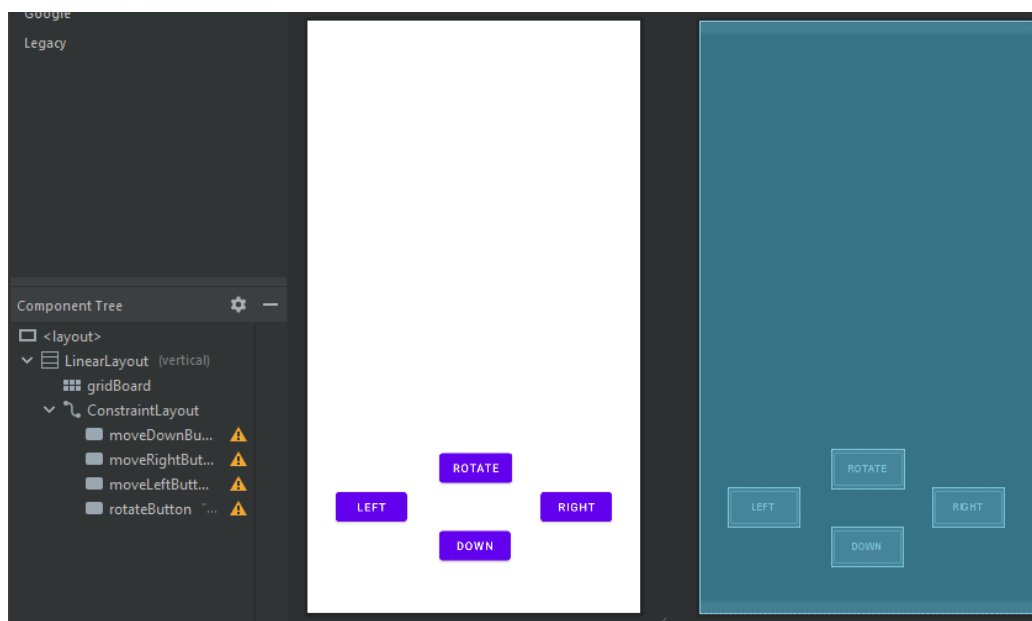 Google
Legacy
Component Tree
<layout>
LinearLayout (vertical)
gridBoard
ConstraintLayout
moveDownBu...
moveRightBut...
moveLeftButt...
rotateButton "...
ROTATE
LEFT
RIGHT
DOWN
ROTATE
LEFT
RIGHT
DOWN